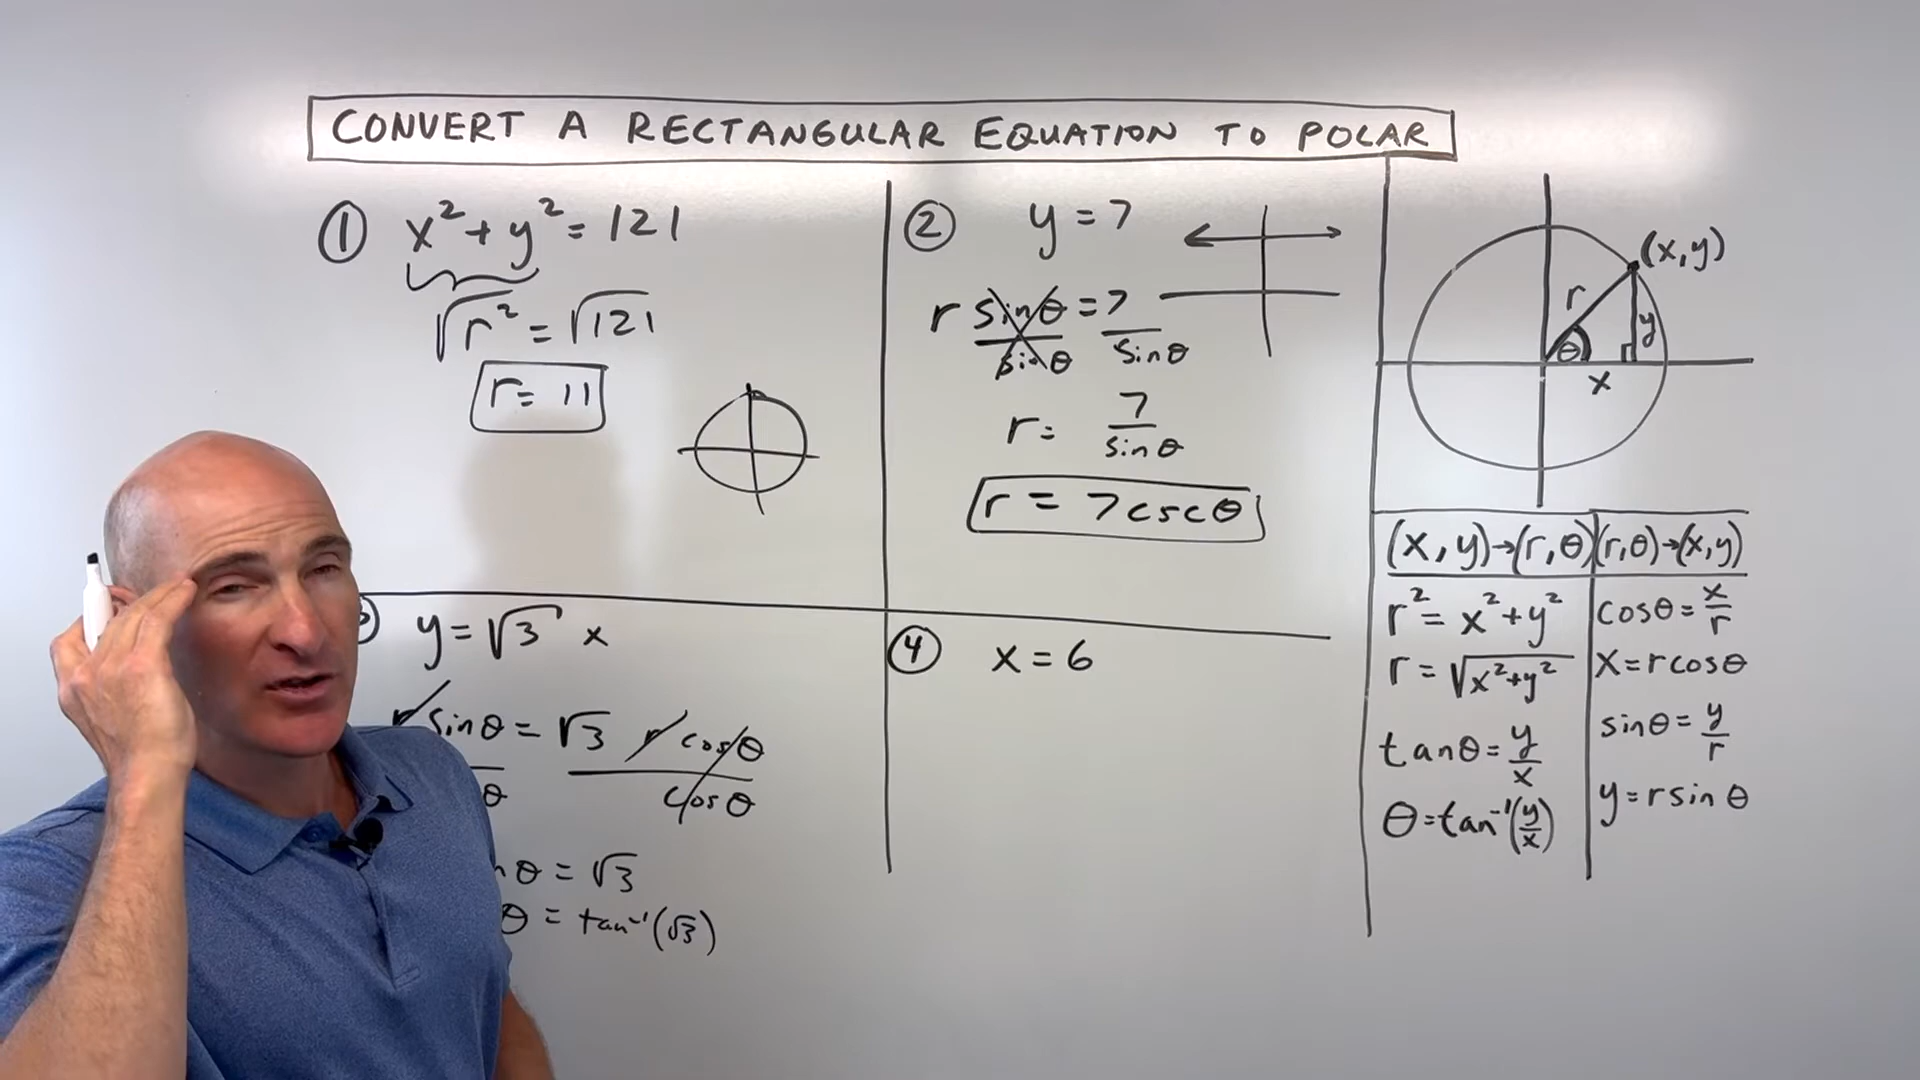 CONVERT A RECTANGULAR EQUATION TO POLAR
① x² + y² = 121
√r² = √121
r = 11
② y = 7
r sinθ = 7
sinθ sinθ
r = 7/sinθ
r = 7cscθ
y = √3 x
r sinθ = √3 r cosθ
θ cosθ
θ = √3
θ = tan⁻¹(√3)
④ x = 6
(x,y)
r
y
θ
x
(x,y)→(r,θ)
r² = x² + y²
r = √x²+y²
tanθ = y/x
θ = tan⁻¹(y/x)
(r,θ)→(x,y)
cosθ = x/r
x = r cosθ
sinθ = y/r
y = r sin θ